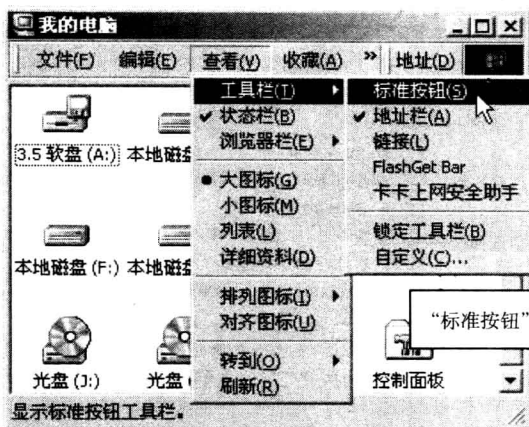 我的电脑
文件(F) 编辑(E) 查看(V) 收藏(A) » 地址(D)
工具栏(T)
状态栏(B)
浏览器栏(E)
大图标(G)
小图标(M)
列表(L)
详细资料(D)
排列图标(I)
对齐图标(U)
转到(O)
刷新(R)
标准按钮(S)
地址栏(A)
链接(L)
FlashGet Bar
卡卡上网安全助手
锁定工具栏(B)
自定义(C)...
3.5 软盘 (A:) 本地磁盘
本地磁盘 (F:) 本地磁盘
光盘 (J:) 光盘 ( 控制面板
“标准按钮”
显示标准按钮工具栏。